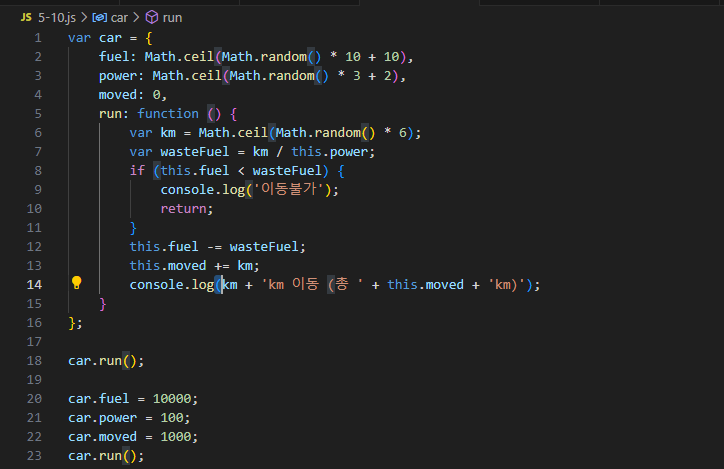 JS 5-10.js > car > run
1 var car = {
2 fuel: Math.ceil(Math.random() * 10 + 10),
3 power: Math.ceil(Math.random() * 3 + 2),
4 moved: 0,
5 run: function () {
6 var km = Math.ceil(Math.random() * 6);
7 var wasteFuel = km / this.power;
8 if (this.fuel < wasteFuel) {
9 console.log('이동불가');
10 return;
11 }
12 this.fuel -= wasteFuel;
13 this.moved += km;
14 console.log(km + 'km 이동 (총 ' + this.moved + 'km)');
15 }
16 };
17
18 car.run();
19
20 car.fuel = 10000;
21 car.power = 100;
22 car.moved = 1000;
23 car.run();